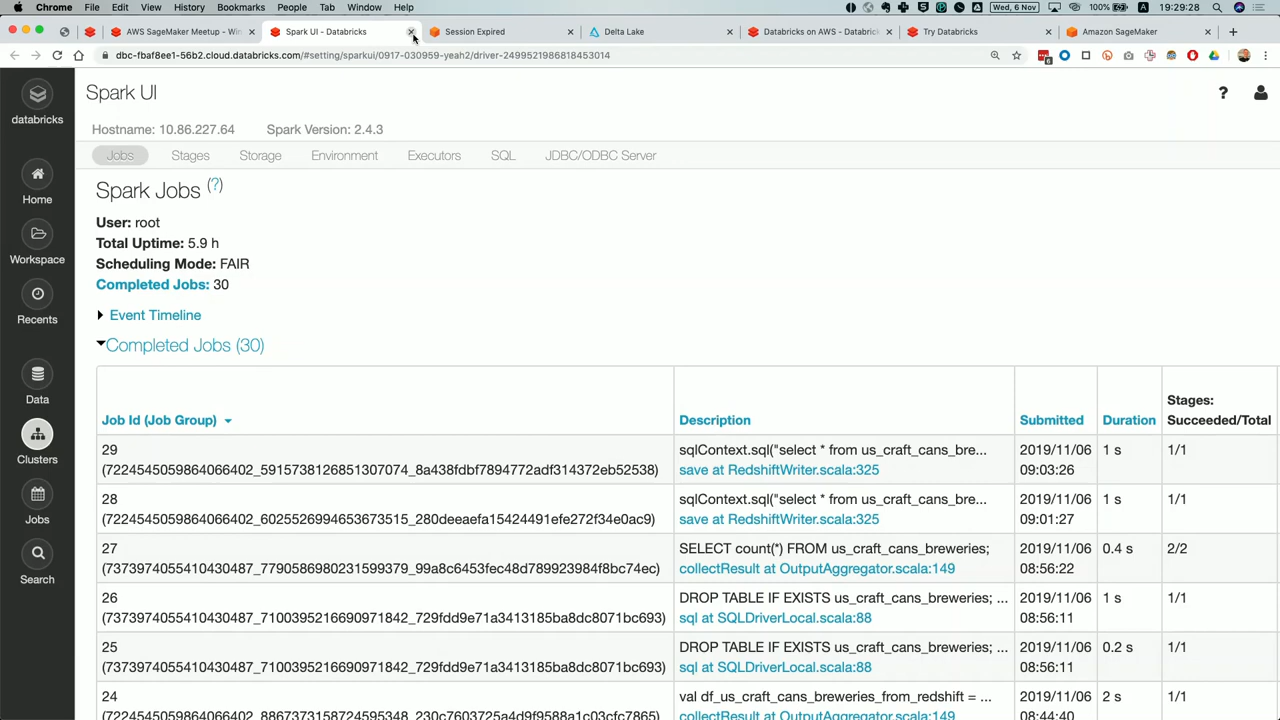 Chrome File Edit View History Bookmarks People Tab Window Help 100% Wed, 6 Nov 19:29:28
AWS SageMaker Meetup - Wi Spark UI - Databricks Session Expired Delta Lake Databricks on AWS - Databric Try Databricks Amazon SageMaker
dbc-fbaf8ee1-56b2.cloud.databricks.com/#setting/sparkui/0917-030959-yeah2/driver-2499521986818453014
databricks
Home
Workspace
Recents
Data
Clusters
Jobs
Search
Spark UI
?
Hostname: 10.86.227.64 Spark Version: 2.4.3
Jobs Stages Storage Environment Executors SQL JDBC/ODBC Server
Spark Jobs (?)
User: root
Total Uptime: 5.9 h
Scheduling Mode: FAIR
Completed Jobs: 30
Event Timeline
Completed Jobs (30)
Job Id (Job Group) Description Submitted Duration Stages: Succeeded/Total
29 sqlContext.sql("select * from us_craft_cans_bre... 2019/11/06 1 s 1/1
(7224545059864066402_5915738126851307074_8a438fdbf7894772adf314372eb52538) save at RedshiftWriter.scala:325 09:03:26
28 sqlContext.sql("select * from us_craft_cans_bre... 2019/11/06 1 s 1/1
(7224545059864066402_6025526994653673515_280deeaefa15424491efe272f34e0ac9) save at RedshiftWriter.scala:325 09:01:27
27 SELECT count(*) FROM us_craft_cans_breweries; 2019/11/06 0.4 s 2/2
(7373974055410430487_7790586980231599379_99a8c6453fec48d789923984f8bc74ec) collectResult at OutputAggregator.scala:149 08:56:22
26 DROP TABLE IF EXISTS us_craft_cans_breweries; ... 2019/11/06 1 s 1/1
(7373974055410430487_7100395216690971842_729fdd9e71a3413185ba8dc8071bc693) sql at SQLDriverLocal.scala:88 08:56:11
25 DROP TABLE IF EXISTS us_craft_cans_breweries; ... 2019/11/06 0.2 s 1/1
(7373974055410430487_7100395216690971842_729fdd9e71a3413185ba8dc8071bc693) sql at SQLDriverLocal.scala:88 08:56:11
24 val df_us_craft_cans_breweries_from_redshift = ... 2019/11/06 2 s 1/1
(7224545059864066402_8867373158724595348_230c7603725a4d9f9588a1c03cfc7865) collectResult at OutputAggregator.scala:149 08:44:40